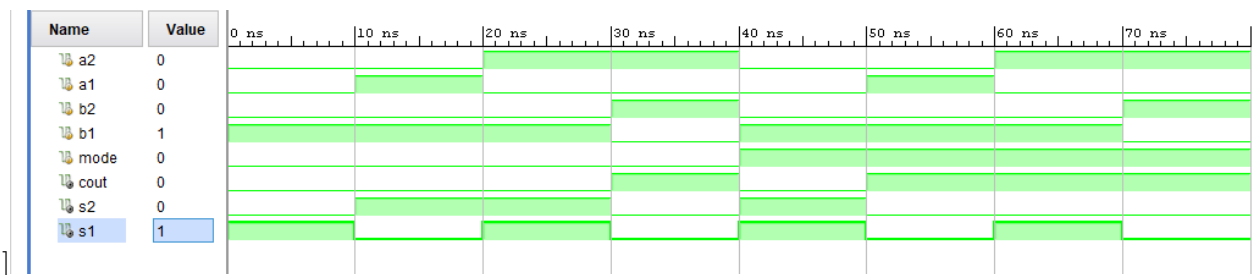 Name Value 0 ns 10 ns 20 ns 30 ns 40 ns 50 ns 60 ns 70 ns
a2 0
a1 0
b2 0
b1 1
mode 0
cout 0
s2 0
s1 1
]